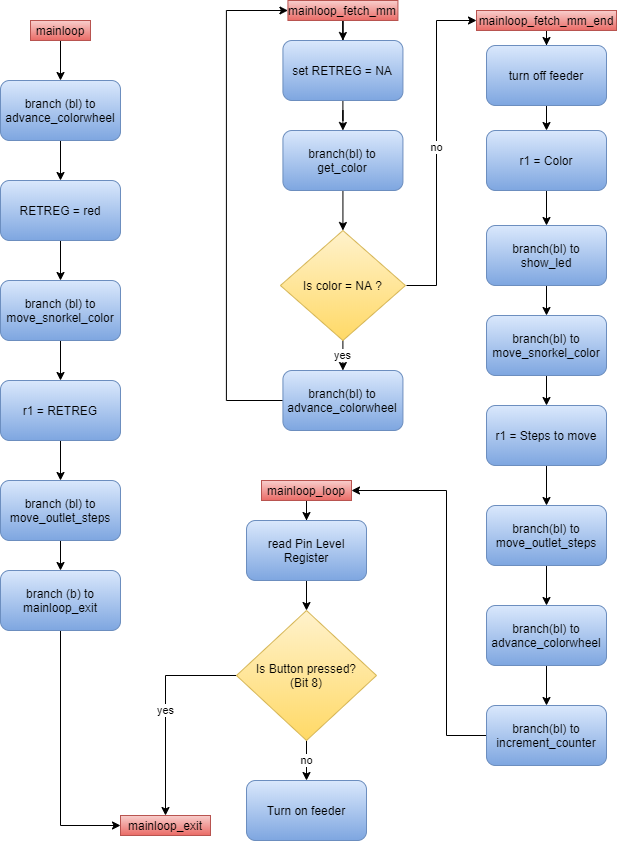 mainloop
branch (bl) to
advance_colorwheel
RETREG = red
branch (bl) to
move_snorkel_color
r1 = RETREG
branch (bl) to
move_outlet_steps
branch (b) to
mainloop_exit
mainloop_fetch_mm
set RETREG = NA
branch(bl) to
get_color
Is color = NA ?
no
yes
branch(bl) to
advance_colorwheel
mainloop_fetch_mm_end
turn off feeder
r1 = Color
branch(bl) to
show_led
branch(bl) to
move_snorkel_color
r1 = Steps to move
branch(bl) to
move_outlet_steps
branch(bl) to
advance_colorwheel
branch(bl) to
increment_counter
mainloop_loop
read Pin Level
Register
Is Button pressed?
(Bit 8)
yes
no
Turn on feeder
mainloop_exit